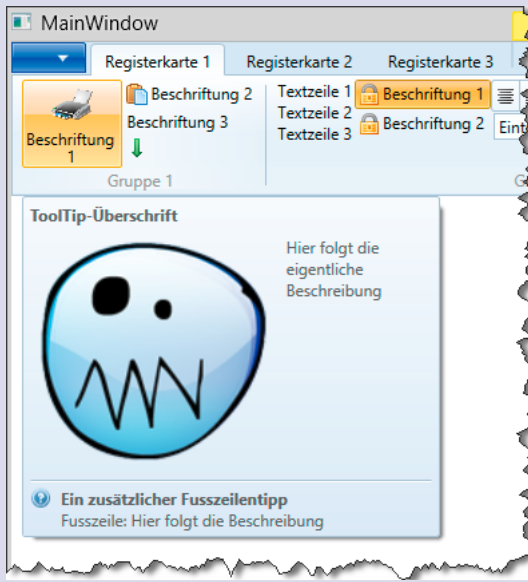 MainWindow
Registerkarte 1 Registerkarte 2 Registerkarte 3
Beschriftung
1
Beschriftung 2
Beschriftung 3
Gruppe 1
Textzeile 1
Textzeile 2
Textzeile 3
Beschriftung 1
Beschriftung 2
ToolTip-Überschrift
Hier folgt die
eigentliche
Beschreibung
Ein zusätzlicher Fusszeilentipp
Fusszeile: Hier folgt die Beschreibung